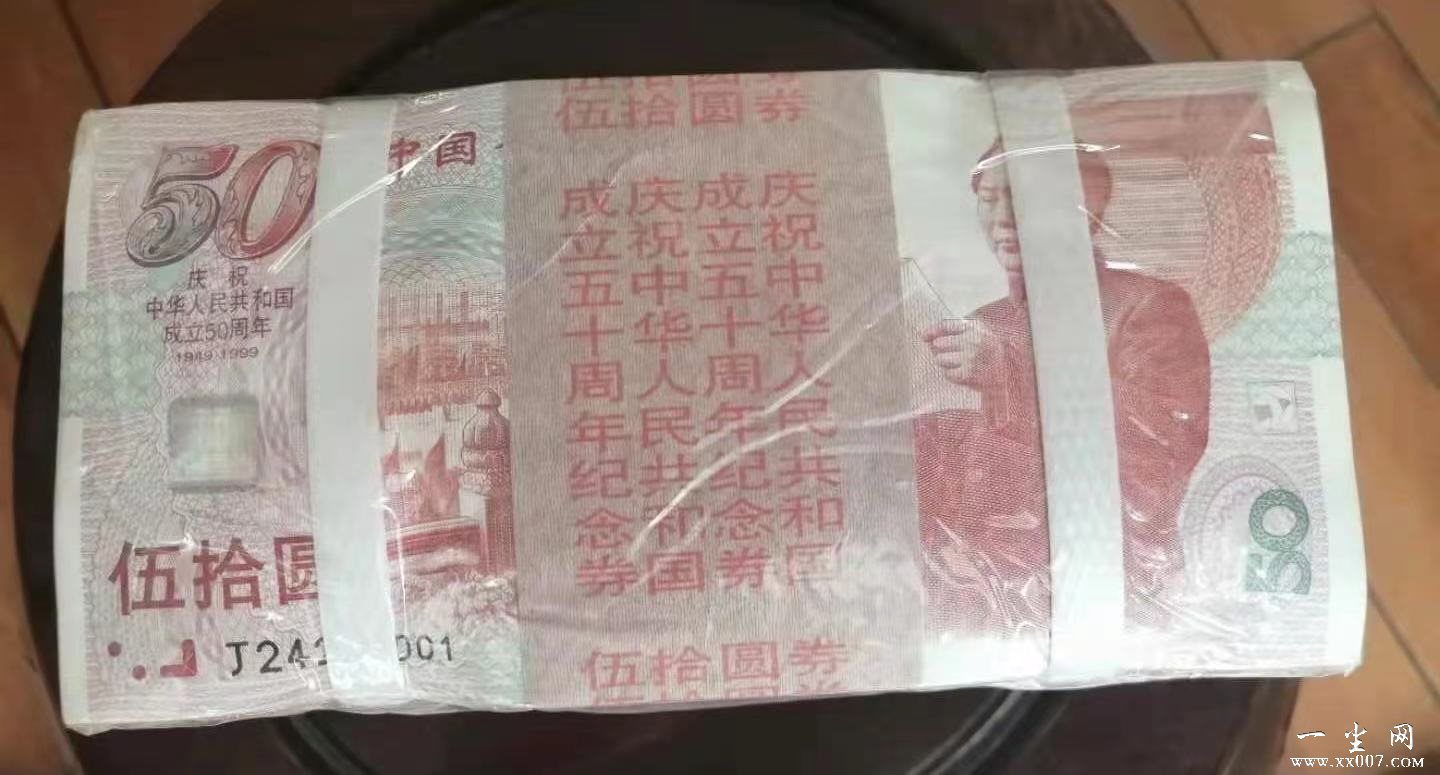 50
中国
庆祝
中华人民共和国
成立50周年
1949-1999
伍拾圆
J24
001
伍拾圆券
庆祝中华人民共和国
成立五十周年纪念券
庆祝中华人民共和国
成立五十周年纪念券
伍拾圆券
50
一尘网
www.xx007.com